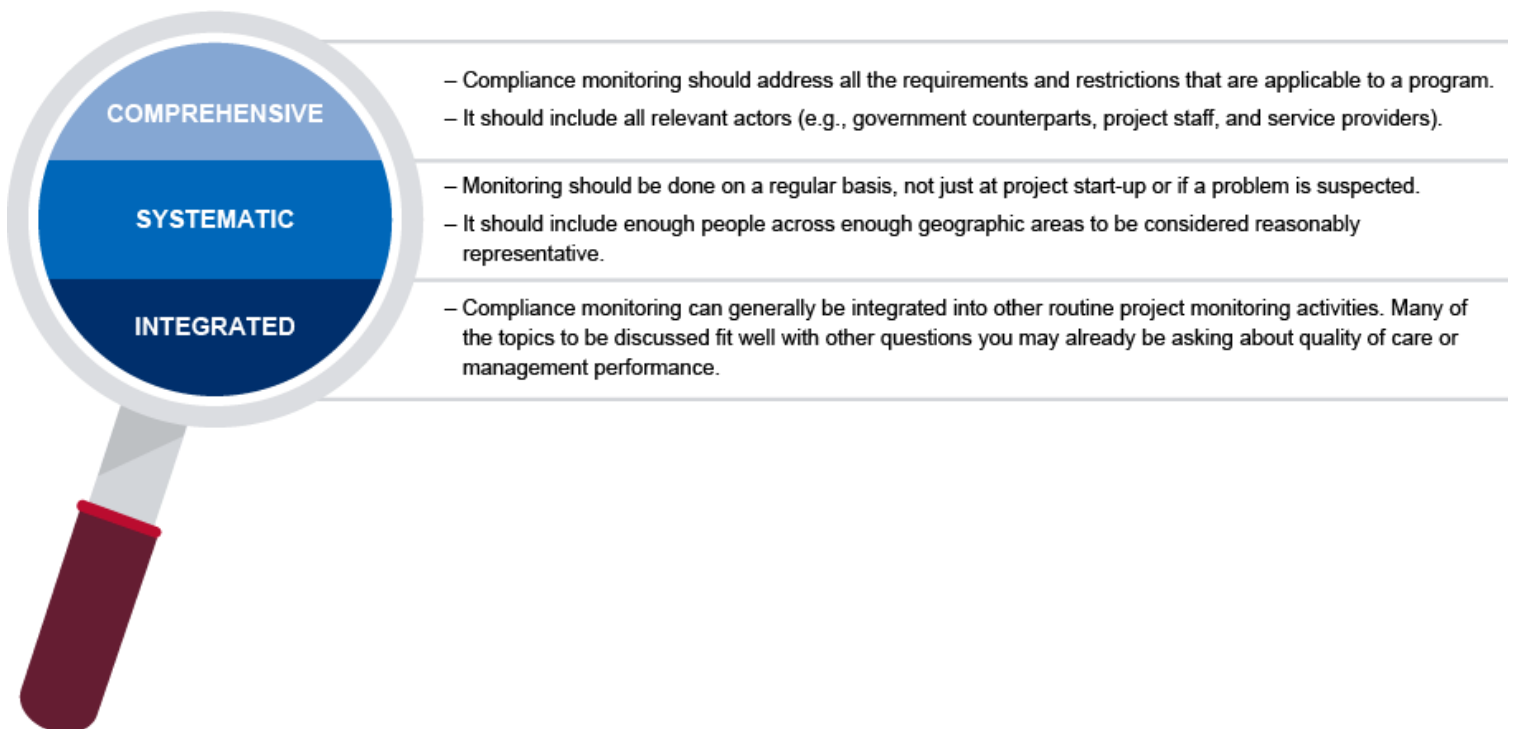 COMPREHENSIVE
– Compliance monitoring should address all the requirements and restrictions that are applicable to a program.
– It should include all relevant actors (e.g., government counterparts, project staff, and service providers).
SYSTEMATIC
– Monitoring should be done on a regular basis, not just at project start-up or if a problem is suspected.
– It should include enough people across enough geographic areas to be considered reasonably
representative.
INTEGRATED
– Compliance monitoring can generally be integrated into other routine project monitoring activities. Many of
the topics to be discussed fit well with other questions you may already be asking about quality of care or
management performance.